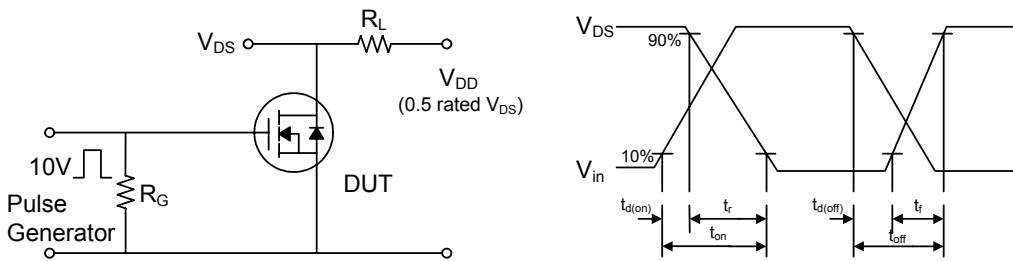 R_L
V_DS
V_DD
(0.5 rated V_DS)
10V
R_G
DUT
Pulse
Generator
V_DS
90%
10%
V_in
t_d(on)
t_r
t_on
t_d(off)
t_f
t_off